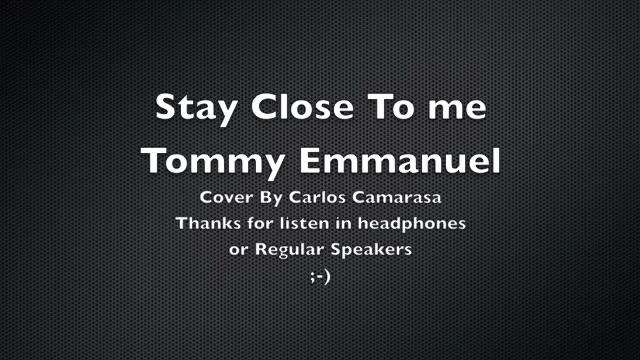 Stay Close To me
Tommy Emmanuel
Cover By Carlos Camarasa
Thanks for listen in headphones
or Regular Speakers
;-)